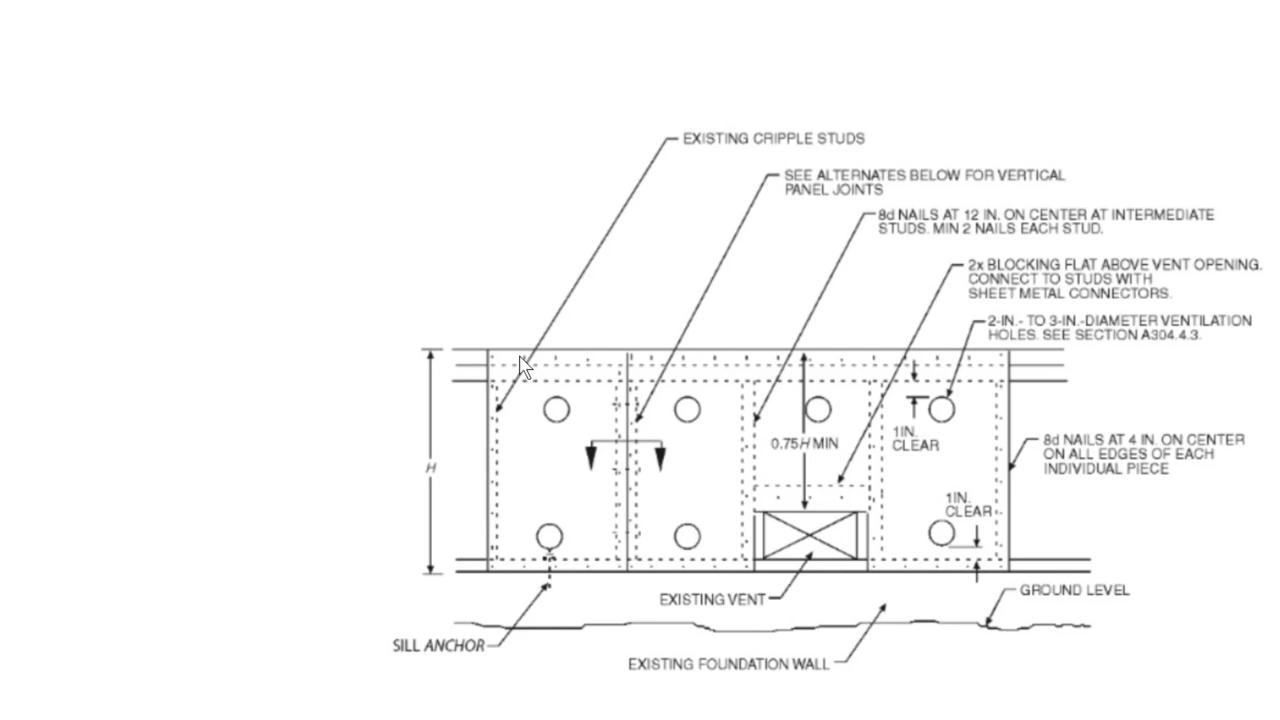 EXISTING CRIPPLE STUDS
SEE ALTERNATES BELOW FOR VERTICAL
PANEL JOINTS
8d NAILS AT 12 IN. ON CENTER AT INTERMEDIATE
STUDS. MIN 2 NAILS EACH STUD.
2x BLOCKING FLAT ABOVE VENT OPENING.
CONNECT TO STUDS WITH
SHEET METAL CONNECTORS.
2-IN.- TO 3-IN.-DIAMETER VENTILATION
HOLES. SEE SECTION A304.4.3.
0.75H MIN
1IN.
CLEAR
8d NAILS AT 4 IN. ON CENTER
ON ALL EDGES OF EACH
INDIVIDUAL PIECE
H
1IN.
CLEAR
EXISTING VENT
GROUND LEVEL
SILL ANCHOR
EXISTING FOUNDATION WALL